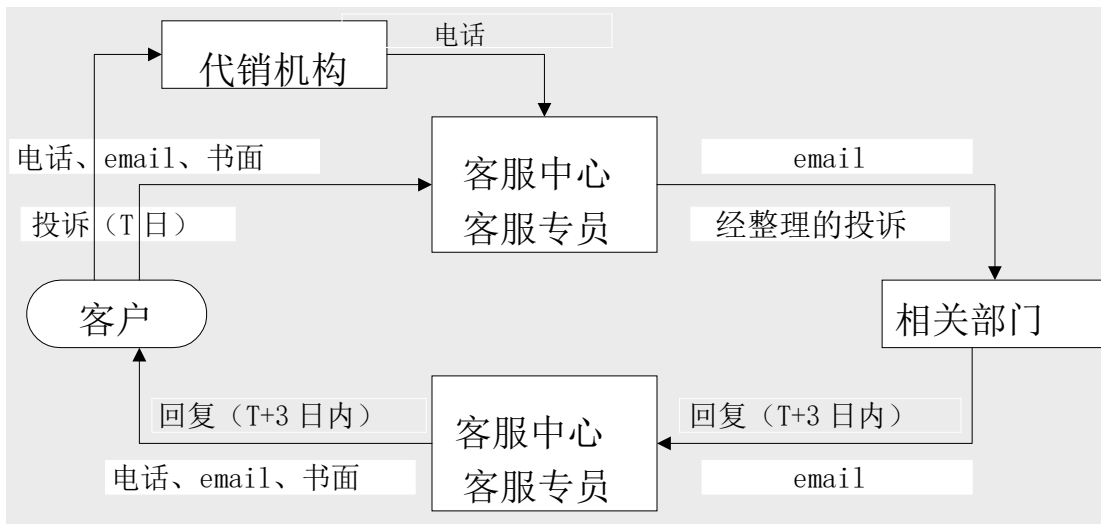 电话
代销机构
电话、email、书面
客服中心
客服专员
email
投诉（T 日）
经整理的投诉
客户
相关部门
回复（T+3 日内）
客服中心
客服专员
回复（T+3 日内）
电话、email、书面
email